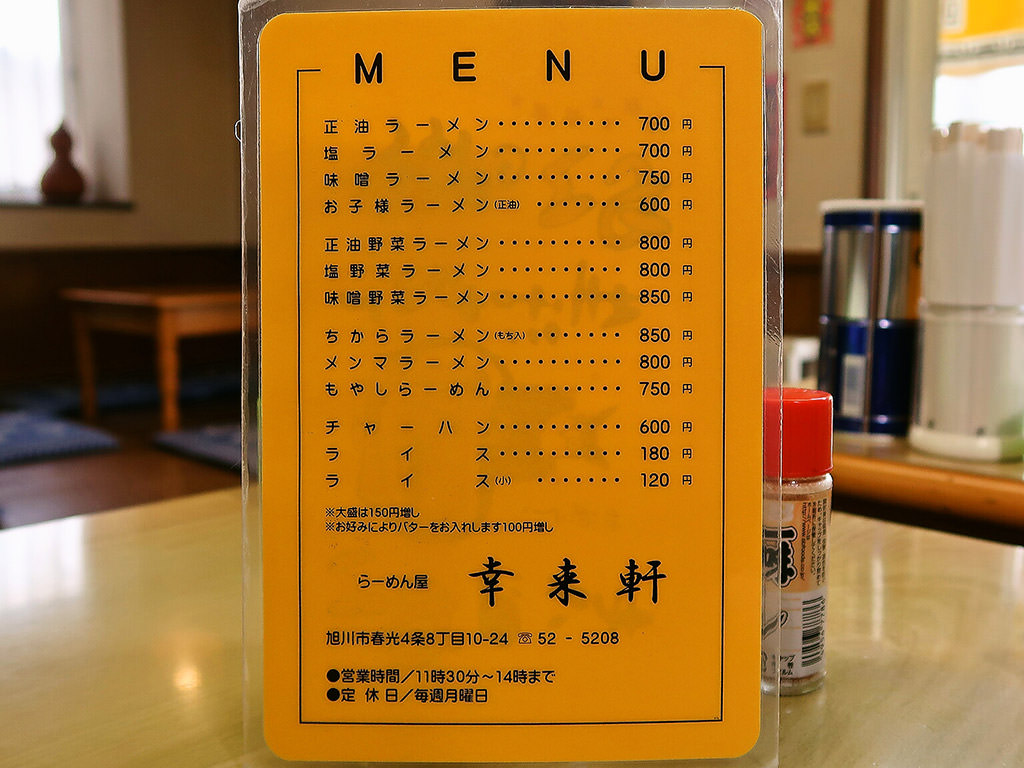 MENU
正油ラーメン・・・・・・・・・・700円
塩ラーメン・・・・・・・・・・700円
味噌ラーメン・・・・・・・・・・750円
お子様ラーメン(正油)・・・・・・・600円
正油野菜ラーメン・・・・・・・・・・800円
塩野菜ラーメン・・・・・・・・・・800円
味噌野菜ラーメン・・・・・・・・・・850円
ちからラーメン(もち入)・・・・・・・850円
メンマラーメン・・・・・・・・・・800円
もやしらーめん・・・・・・・・・・750円
チャーハン・・・・・・・・・・600円
ライス・・・・・・・・・・180円
ライス(小)・・・・・・・120円
※大盛は150円増し
※お好みによりバターをお入れします100円増し
らーめん屋 幸来軒
旭川市春光4条8丁目10-24 ☏52-5208
●営業時間/11時30分~14時まで
●定休日/毎週月曜日